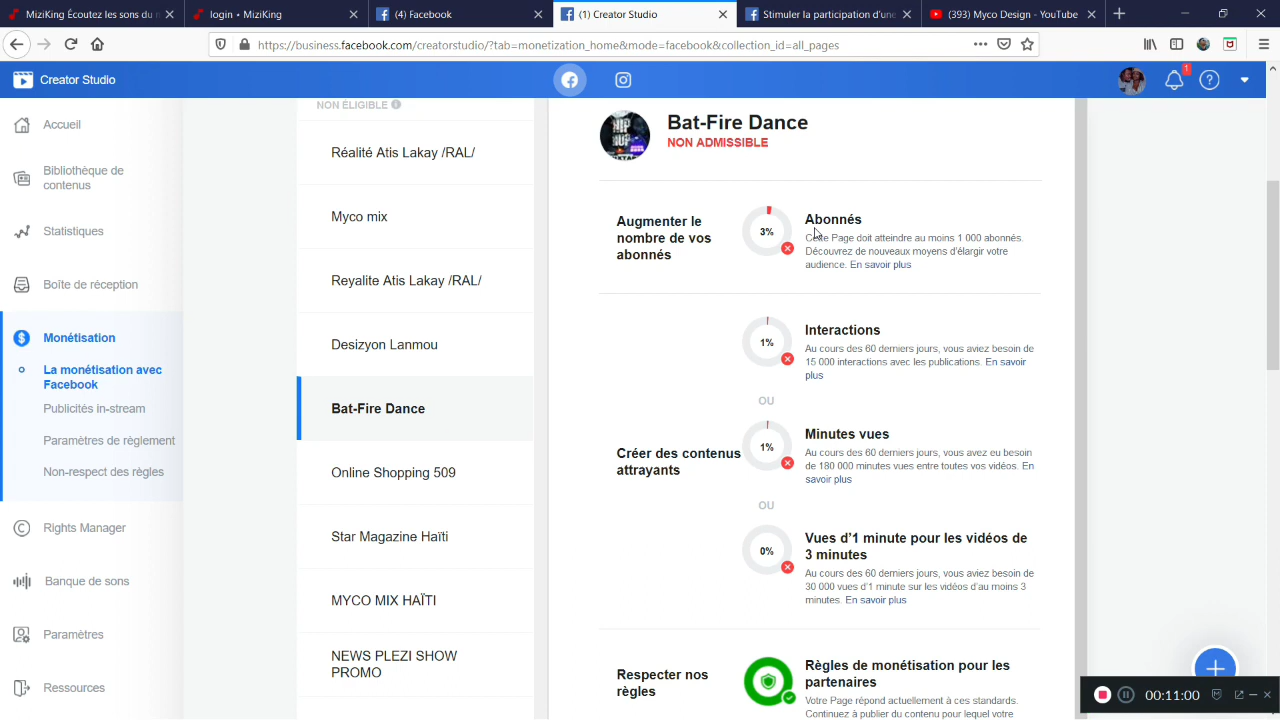 MiziKing Écoutez les sons du m
login • MiziKing
(4) Facebook
(1) Creator Studio
Stimuler la participation d'une
(393) Myco Design - YouTube
https://business.facebook.com/creatorstudio/?tab=monetization_home&mode=facebook&collection_id=all_pages
Creator Studio
1
Accueil
Bibliothèque de
contenus
Statistiques
Boîte de réception
Monétisation
La monétisation avec
Facebook
Publicités in-stream
Paramètres de règlement
Non-respect des règles
Rights Manager
Banque de sons
Paramètres
Ressources
NON ÉLIGIBLE
Réalité Atis Lakay /RAL/
Myco mix
Reyalite Atis Lakay /RAL/
Desizyon Lanmou
Bat-Fire Dance
Online Shopping 509
Star Magazine Haïti
MYCO MIX HAÏTI
NEWS PLEZI SHOW
PROMO
Bat-Fire Dance
NON ADMISSIBLE
Augmenter le
nombre de vos
abonnés
3%
Abonnés
Cette Page doit atteindre au moins 1 000 abonnés.
Découvrez de nouveaux moyens d'élargir votre
audience. En savoir plus
Créer des contenus
attrayants
1%
Interactions
Au cours des 60 derniers jours, vous aviez besoin de
15 000 interactions avec les publications. En savoir
plus
OU
1%
Minutes vues
Au cours des 60 derniers jours, vous avez eu besoin
de 180 000 minutes vues entre toutes vos vidéos. En
savoir plus
OU
0%
Vues d'1 minute pour les vidéos de
3 minutes
Au cours des 60 derniers jours, vous aviez besoin de
30 000 vues d'1 minute sur les vidéos d'au moins 3
minutes. En savoir plus
Respecter nos
règles
Règles de monétisation pour les
partenaires
Votre Page répond actuellement à ces standards.
Continuez à publier du contenu pour lequel votre
00:11:00